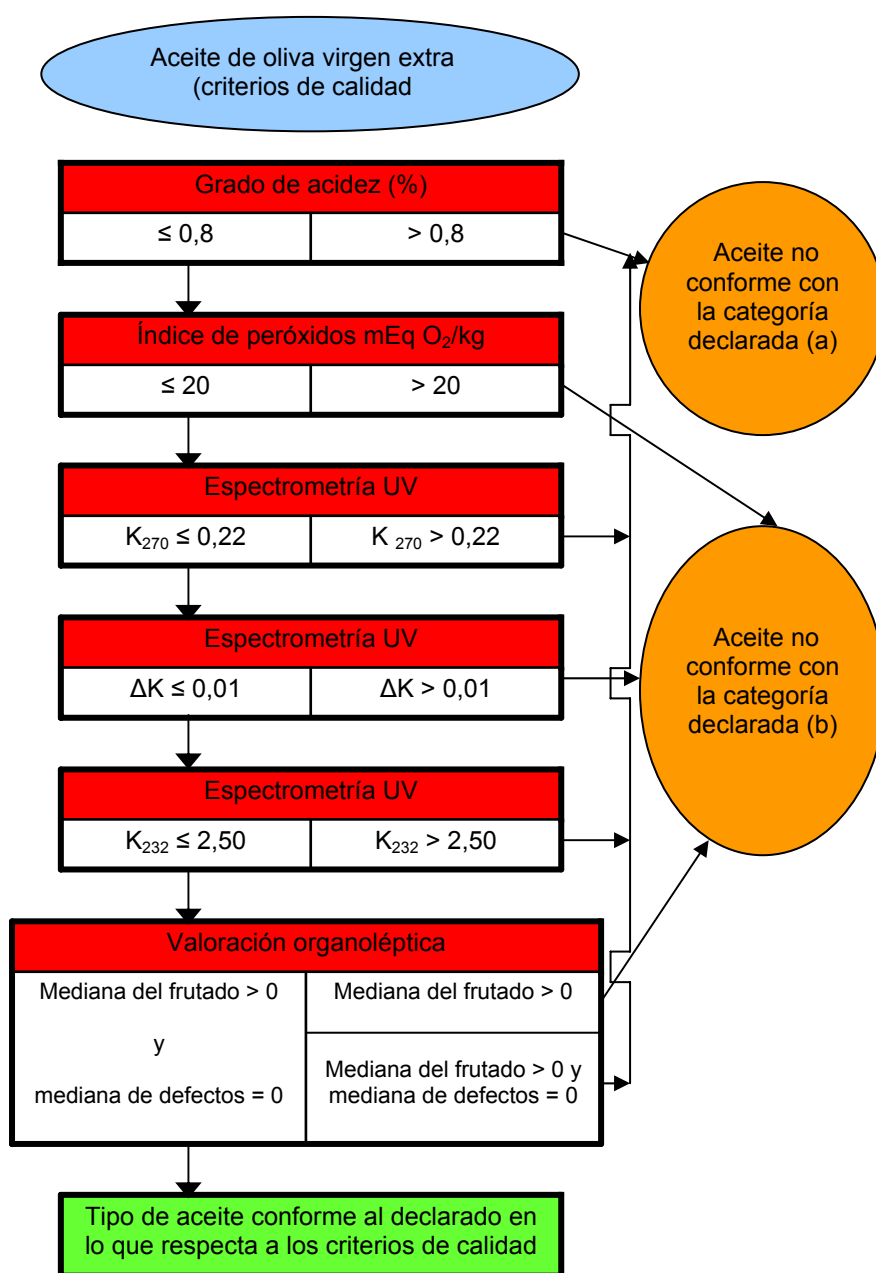 Aceite de oliva virgen extra
(criterios de calidad
Grado de acidez (%)
≤ 0,8
> 0,8
Aceite no
conforme con
la categoría
declarada (a)
Índice de peróxidos mEq O₂/kg
≤ 20
> 20
Espectrometría UV
K₂₇₀ ≤ 0,22
K ₂₇₀ > 0,22
Espectrometría UV
ΔK ≤ 0,01
ΔK > 0,01
Aceite no
conforme con
la categoría
declarada (b)
Espectrometría UV
K₂₃₂ ≤ 2,50
K₂₃₂ > 2,50
Valoración organoléptica
Mediana del frutado > 0
y
mediana de defectos = 0
Mediana del frutado > 0
Mediana del frutado > 0 y
mediana de defectos = 0
Tipo de aceite conforme al declarado en
lo que respecta a los criterios de calidad